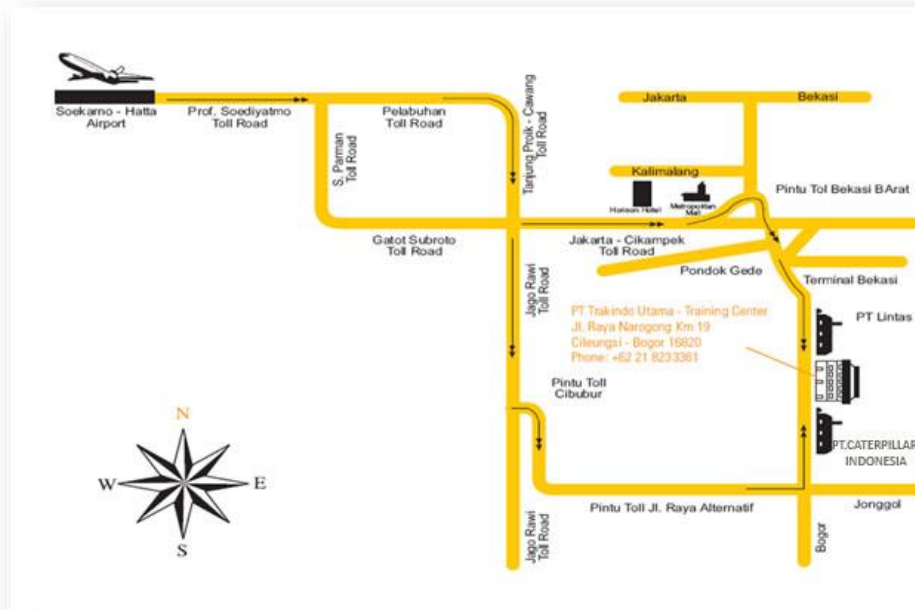 Soekarno - Hatta
Airport
Prof. Soediyatmo
Toll Road
Pelabuhan
Toll Road
S. Parman
Toll Road
Tanjung Proik - Cawang
Toll Road
Jakarta
Bekasi
Kalimalang
Horison Hotel
Metropolitan
Mall
Pintu Tol Bekasi BArat
Gatot Subroto
Toll Road
Jakarta - Cikampek
Toll Road
Pondok Gede
Terminal Bekasi
Jago Rawi
Toll Road
PT Trakindo Utama - Training Center
Jl. Raya Narogong Km 19
Cileungsi - Bogor 16820
Phone: +62 21 8233361
PT Lintas
Pintu Toll
Cibubur
PT.CATERPILLAR
INDONESIA
N
W
E
S
Pintu Toll Jl. Raya Alternatif
Jonggol
Jago Rawi
Toll Road
Bogor